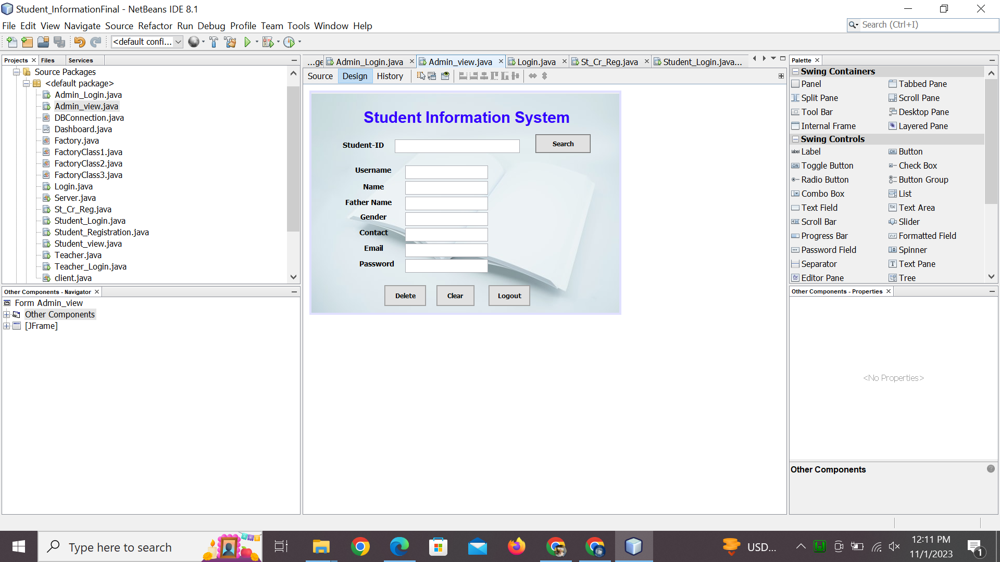 Student_InformationFinal - NetBeans IDE 8.1
File Edit View Navigate Source Refactor Run Debug Profile Team Tools Window Help
Search (Ctrl+I)
<default confi...
Projects Files Services
Source Packages
<default package>
Admin_Login.java
Admin_view.java
DBConnection.java
Dashboard.java
Factory.java
FactoryClass1.java
FactoryClass2.java
FactoryClass3.java
Login.java
Server.java
St_Cr_Reg.java
Student_Login.java
Student_Registration.java
Student_view.java
Teacher.java
Teacher_Login.java
client.java
Other Components - Navigator
Form Admin_view
Other Components
[JFrame]
...ge Admin_Login.java Admin_view.java Login.java St_Cr_Reg.java Student_Login.java...
Source Design History
Student Information System
Student-ID Search
Username
Name
Father Name
Gender
Contact
Email
Password
Delete Clear Logout
Palette
Swing Containers
Panel Tabbed Pane
Split Pane Scroll Pane
Tool Bar Desktop Pane
Internal Frame Layered Pane
Swing Controls
label Label OK Button
ON Toggle Button Check Box
Radio Button Button Group
Combo Box List
Text Field Text Area
Scroll Bar Slider
Progress Bar Formatted Field
Password Field Spinner
Separator Text Pane
Editor Pane Tree
Other Components - Properties
<No Properties>
Other Components
Type here to search
USD...
12:11 PM
11/1/2023
1